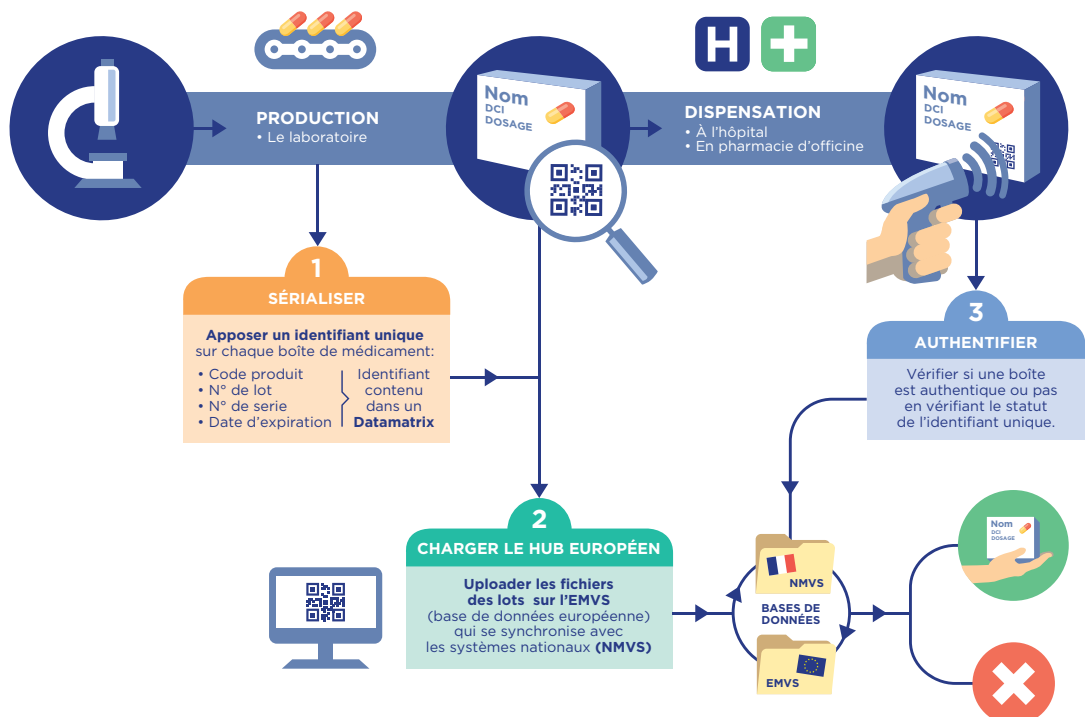 H
PRODUCTION
• Le laboratoire
Nom
DCI
DOSAGE
DISPENSATION
• À l'hôpital
• En pharmacie d'officine
Nom
DCI
DOSAGE
1
SÉRIALISER
Apposer un identifiant unique
sur chaque boîte de médicament:
• Code produit
• N° de lot
• N° de serie
• Date d'expiration
Identifiant
contenu
dans un
Datamatrix
3
AUTHENTIFIER
Vérifier si une boîte
est authentique ou pas
en vérifiant le statut
de l'identifiant unique.
2
CHARGER LE HUB EUROPÉEN
Uploader les fichiers
des lots sur l'EMVS
(base de données européenne)
qui se synchronise avec
les systèmes nationaux (NMVS)
NMVS
BASES DE
DONNÉES
EMVS
Nom
DCI
DOSAGE